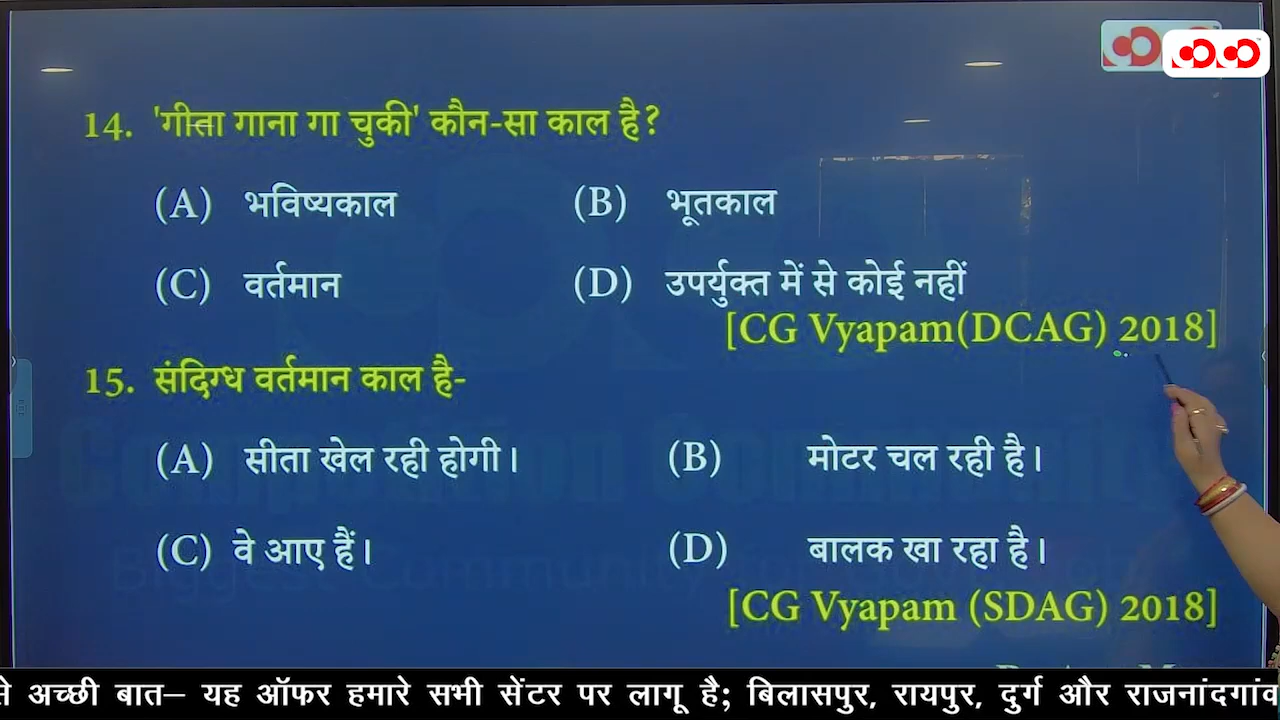 14. 'गीता गाना गा चुकी' कौन-सा काल है?
(A) भविष्यकाल (B) भूतकाल
(C) वर्तमान (D) उपर्युक्त में से कोई नहीं
[CG Vyapam(DCAG) 2018]
15. संदिग्ध वर्तमान काल है-
(A) सीता खेल रही होगी। (B) मोटर चल रही है।
(C) वे आए हैं। (D) बालक खा रहा है।
[CG Vyapam (SDAG) 2018]
से अच्छी बात– यह ऑफर हमारे सभी सेंटर पर लागू है; बिलासपुर, रायपुर, दुर्ग और राजनांदगांव